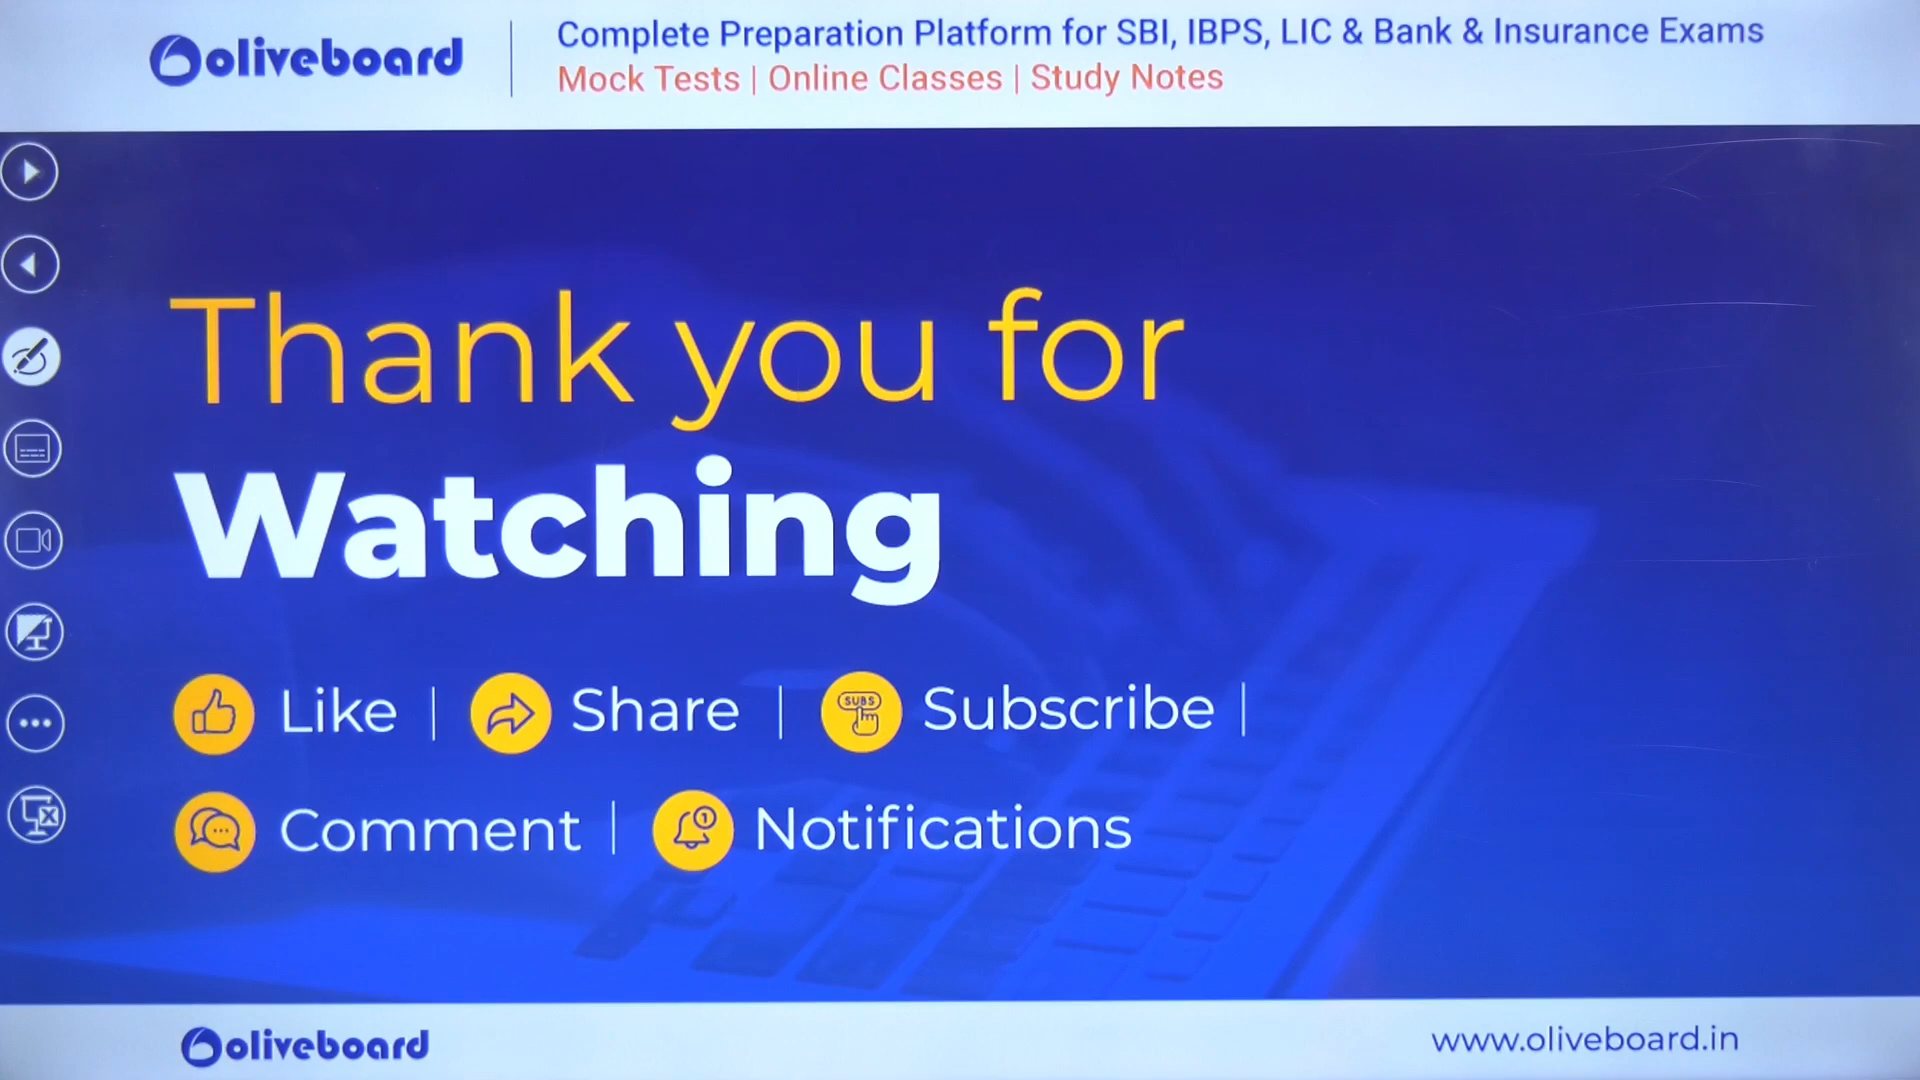 oliveboard
Complete Preparation Platform for SBI, IBPS, LIC & Bank & Insurance Exams
Mock Tests | Online Classes | Study Notes
Thank you for
Watching
Like | Share | SUBS Subscribe |
Comment | 1 Notifications
oliveboard
www.oliveboard.in